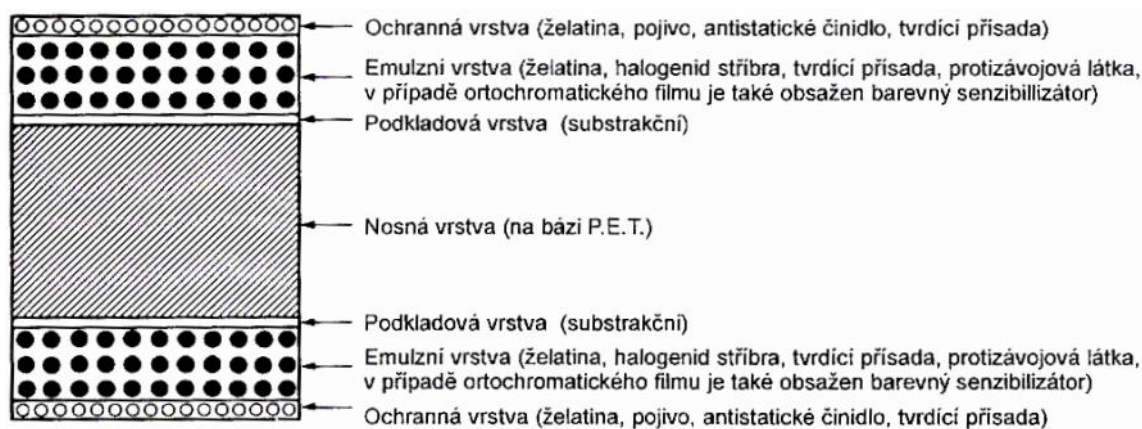 Ochranná vrstva (želatina, pojivo, antistatické činidlo, tvrdící přísada)
Emulzní vrstva (želatina, halogenid stříbra, tvrdící přísada, protizávojová látka,
v případě ortochromatického filmu je také obsažen barevný senzibillizátor)
Podkladová vrstva (substrakční)
Nosná vrstva (na bázi P.E.T.)
Podkladová vrstva (substrakční)
Emulzní vrstva (želatina, halogenid stříbra, tvrdící přísada, protizávojová látka,
v případě ortochromatického filmu je také obsažen barevný senzibilizátor)
Ochranná vrstva (želatina, pojivo, antistatické činidlo, tvrdící přísada)